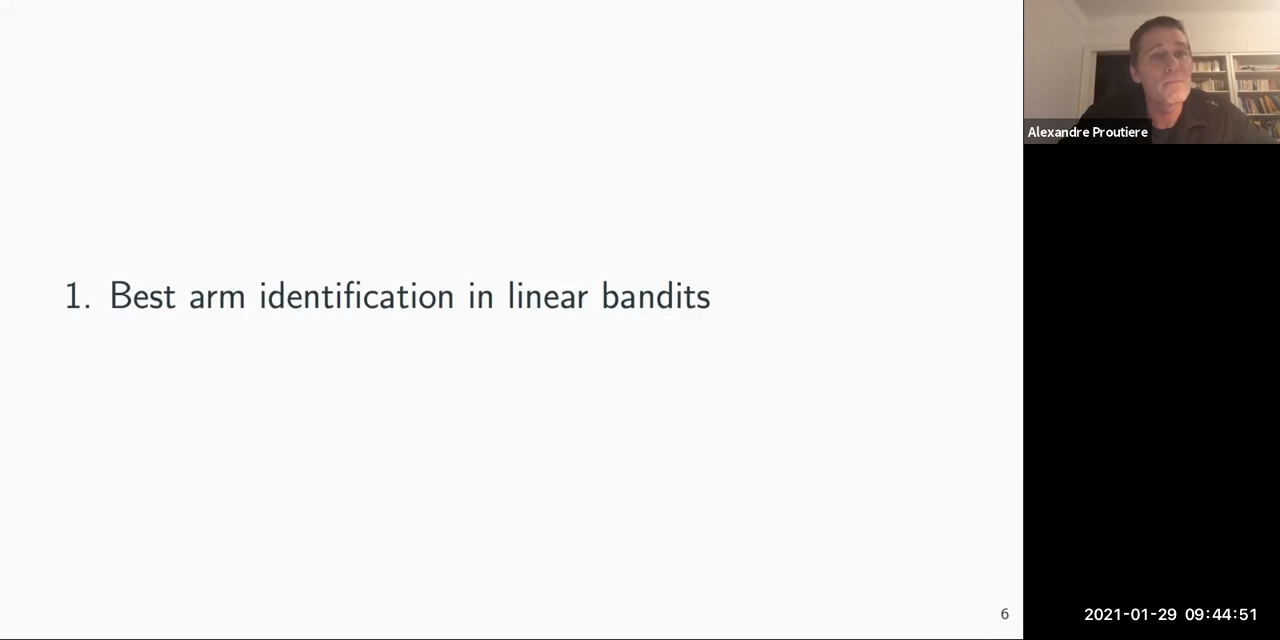 1. Best arm identification in linear bandits
6
Alexandre Proutiere
2021-01-29 09:44:51